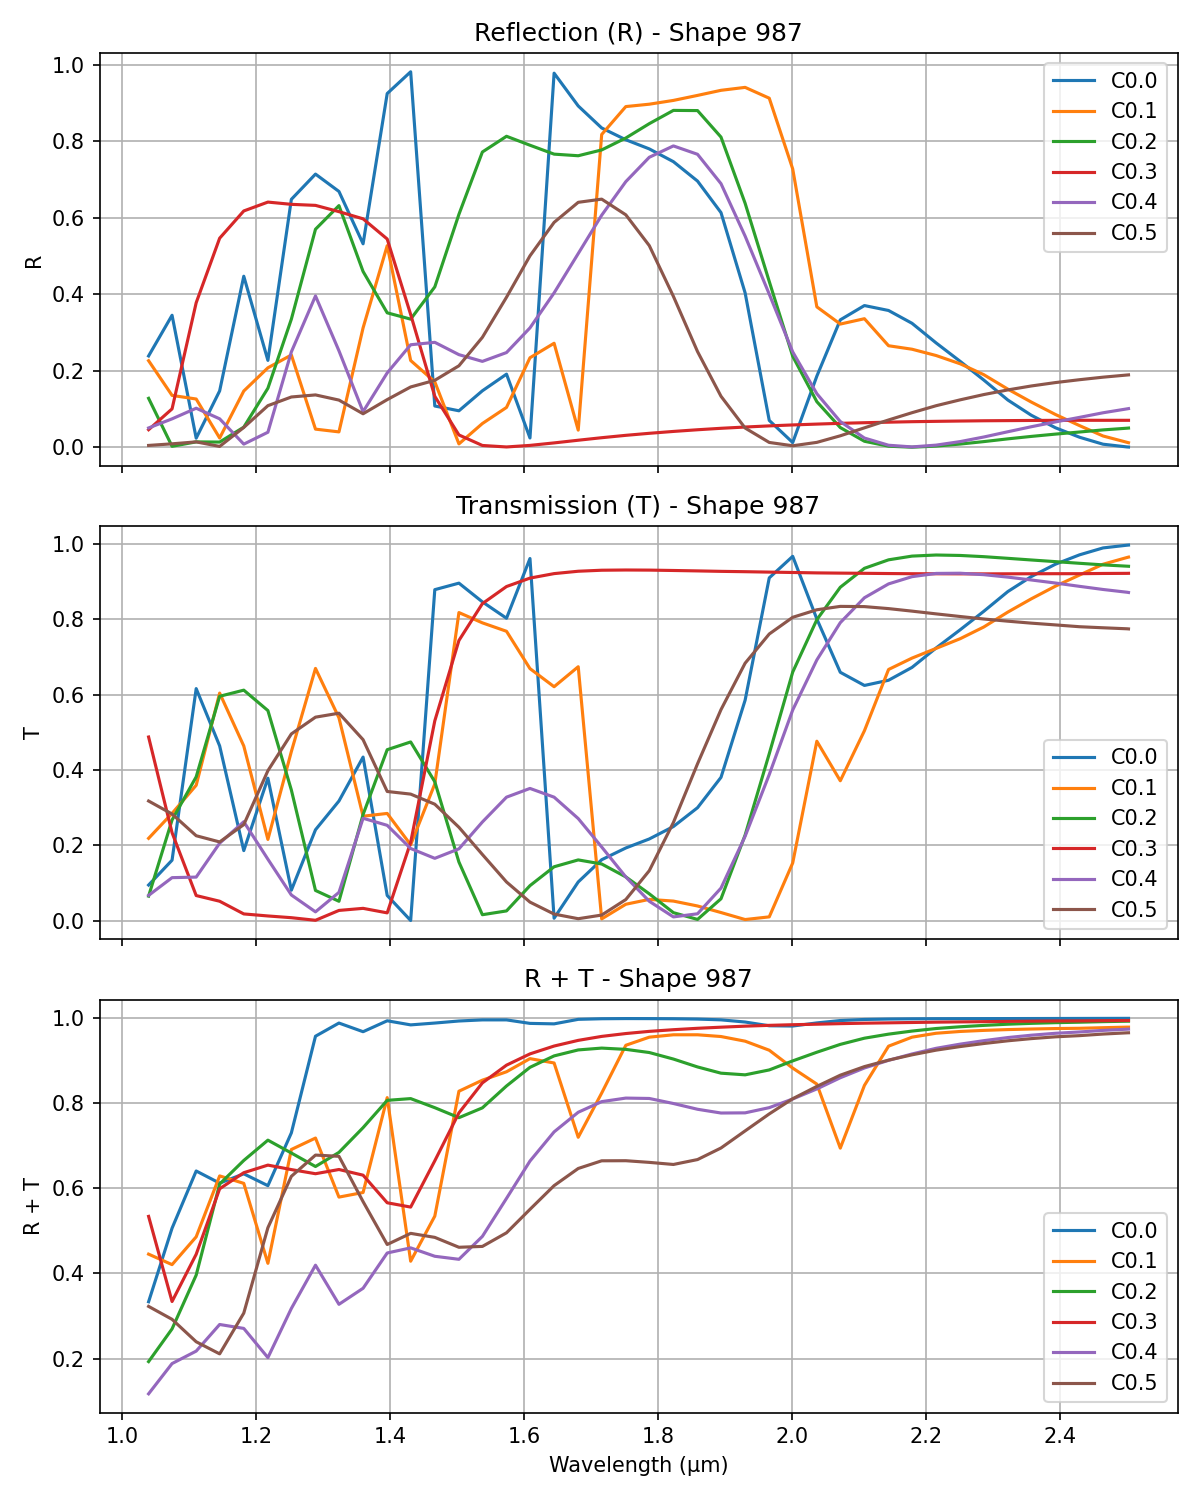 Reflection (R) - Shape 987
1.0
0.8
0.6
0.4
0.2
0.0
R
C0.0
C0.1
C0.2
C0.3
C0.4
C0.5
Transmission (T) - Shape 987
1.0
0.8
0.6
0.4
0.2
0.0
T
C0.0
C0.1
C0.2
C0.3
C0.4
C0.5
R + T - Shape 987
1.0
0.8
0.6
0.4
0.2
R + T
C0.0
C0.1
C0.2
C0.3
C0.4
C0.5
1.0 1.2 1.4 1.6 1.8 2.0 2.2 2.4
Wavelength (μm)